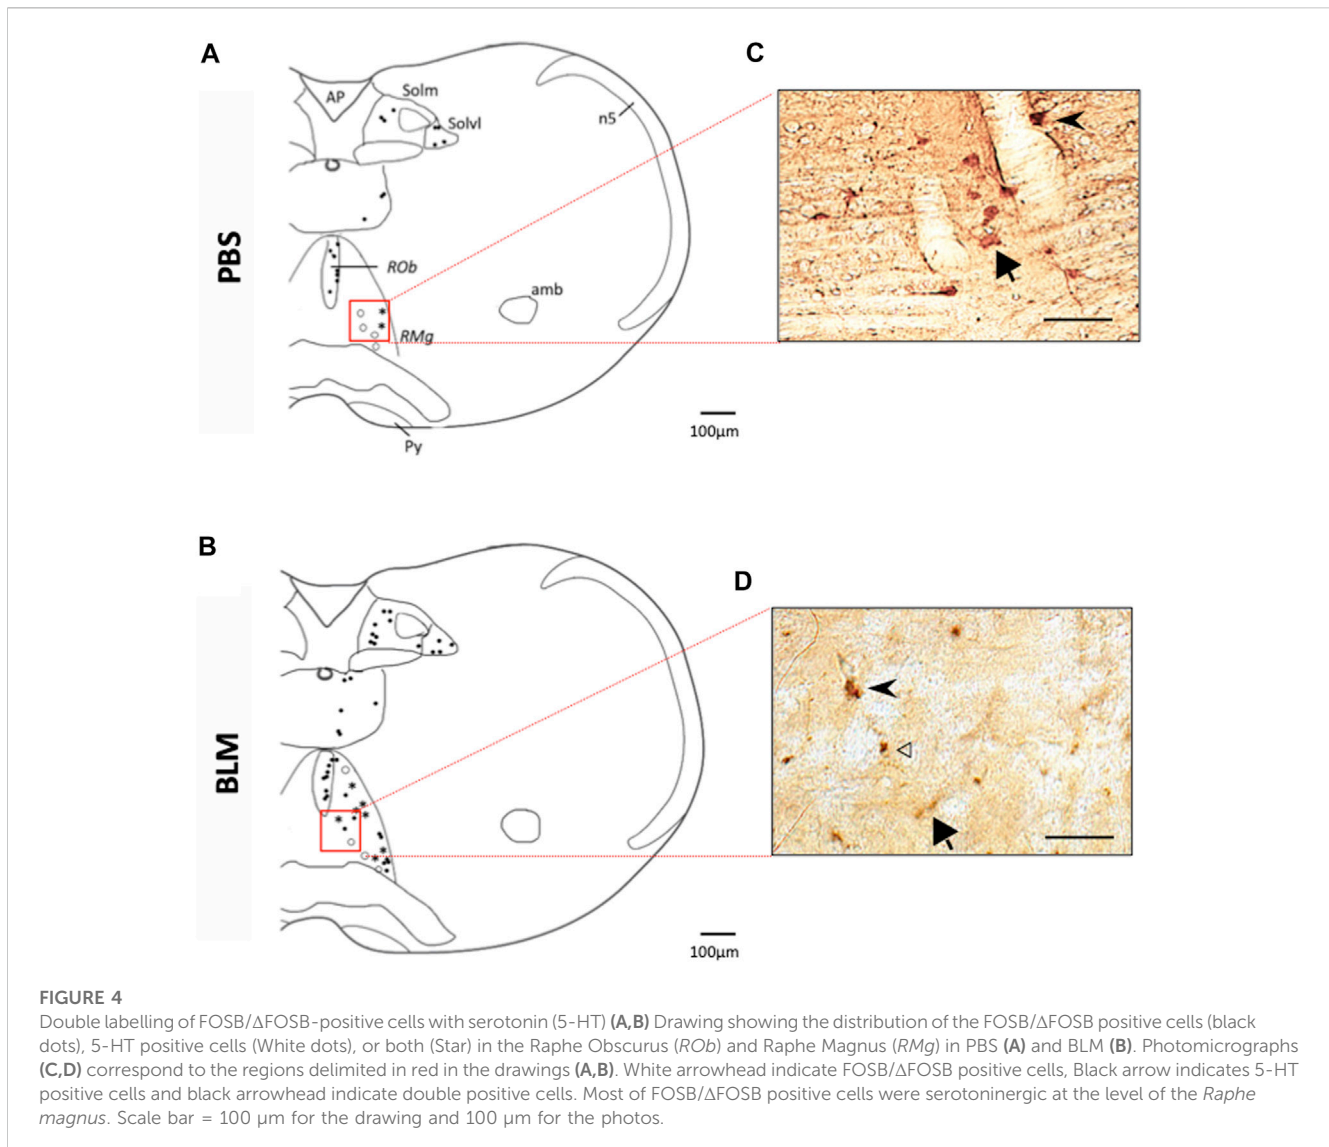 A
C
PBS
AP
Solm
Solvl
n5
ROb
amb
RMg
100µm
Py
B
D
BLM
100µm
FIGURE 4
Double labelling of FOSB/ΔFOSB-positive cells with serotonin (5-HT) (A,B) Drawing showing the distribution of the FOSB/ΔFOSB positive cells (black
dots), 5-HT positive cells (White dots), or both (Star) in the Raphe Obscurus (ROb) and Raphe Magnus (RMg) in PBS (A) and BLM (B). Photomicrographs
(C,D) correspond to the regions delimited in red in the drawings (A,B). White arrowhead indicate FOSB/ΔFOSB positive cells, Black arrow indicates 5-HT
positive cells and black arrowhead indicate double positive cells. Most of FOSB/ΔFOSB positive cells were serotoninergic at the level of the Raphe
magnus. Scale bar = 100 µm for the drawing and 100 µm for the photos.